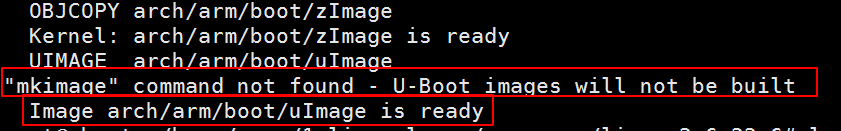 OBJCOPY arch/arm/boot/zImage
Kernel: arch/arm/boot/zImage is ready
UIMAGE arch/arm/boot/uImage
"mkimage" command not found - U-Boot images will not be built
Image arch/arm/boot/uImage is ready